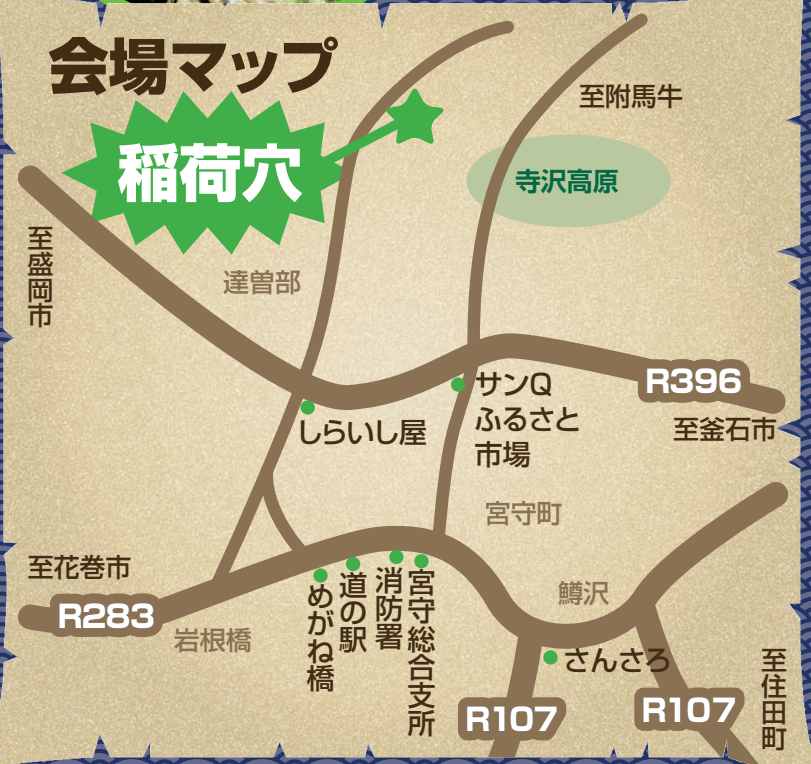 会場マップ
至附馬牛
稲荷穴
寺沢高原
至盛岡市
達曽部
サンQ
ふるさと
市場
R396
しらいし屋
至釜石市
宮守町
至花巻市
R283
岩根橋
めがね橋
道の駅
消防署
宮守総合支所
鱒沢
さんさろ
R107
R107
至住田町